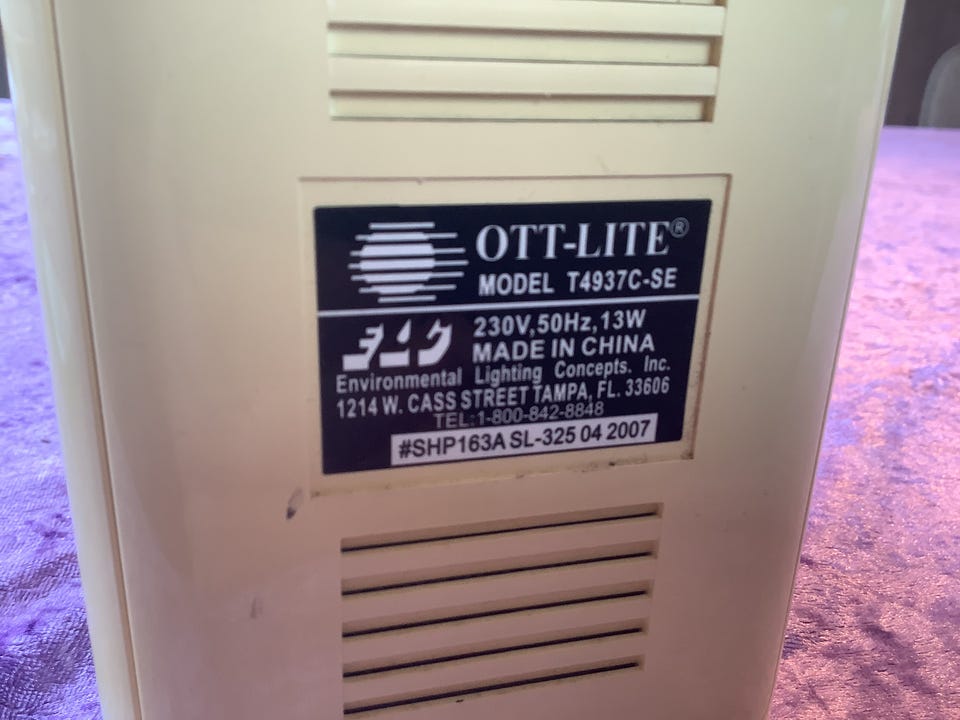 OTT-LITE®
MODEL T4937C-SE
ELC
230V,50Hz,13W
MADE IN CHINA
Environmental Lighting Concepts. Inc.
1214 W. CASS STREET TAMPA, FL. 33606
TEL:1-800-842-8848
#SHP163A SL-325 04 2007